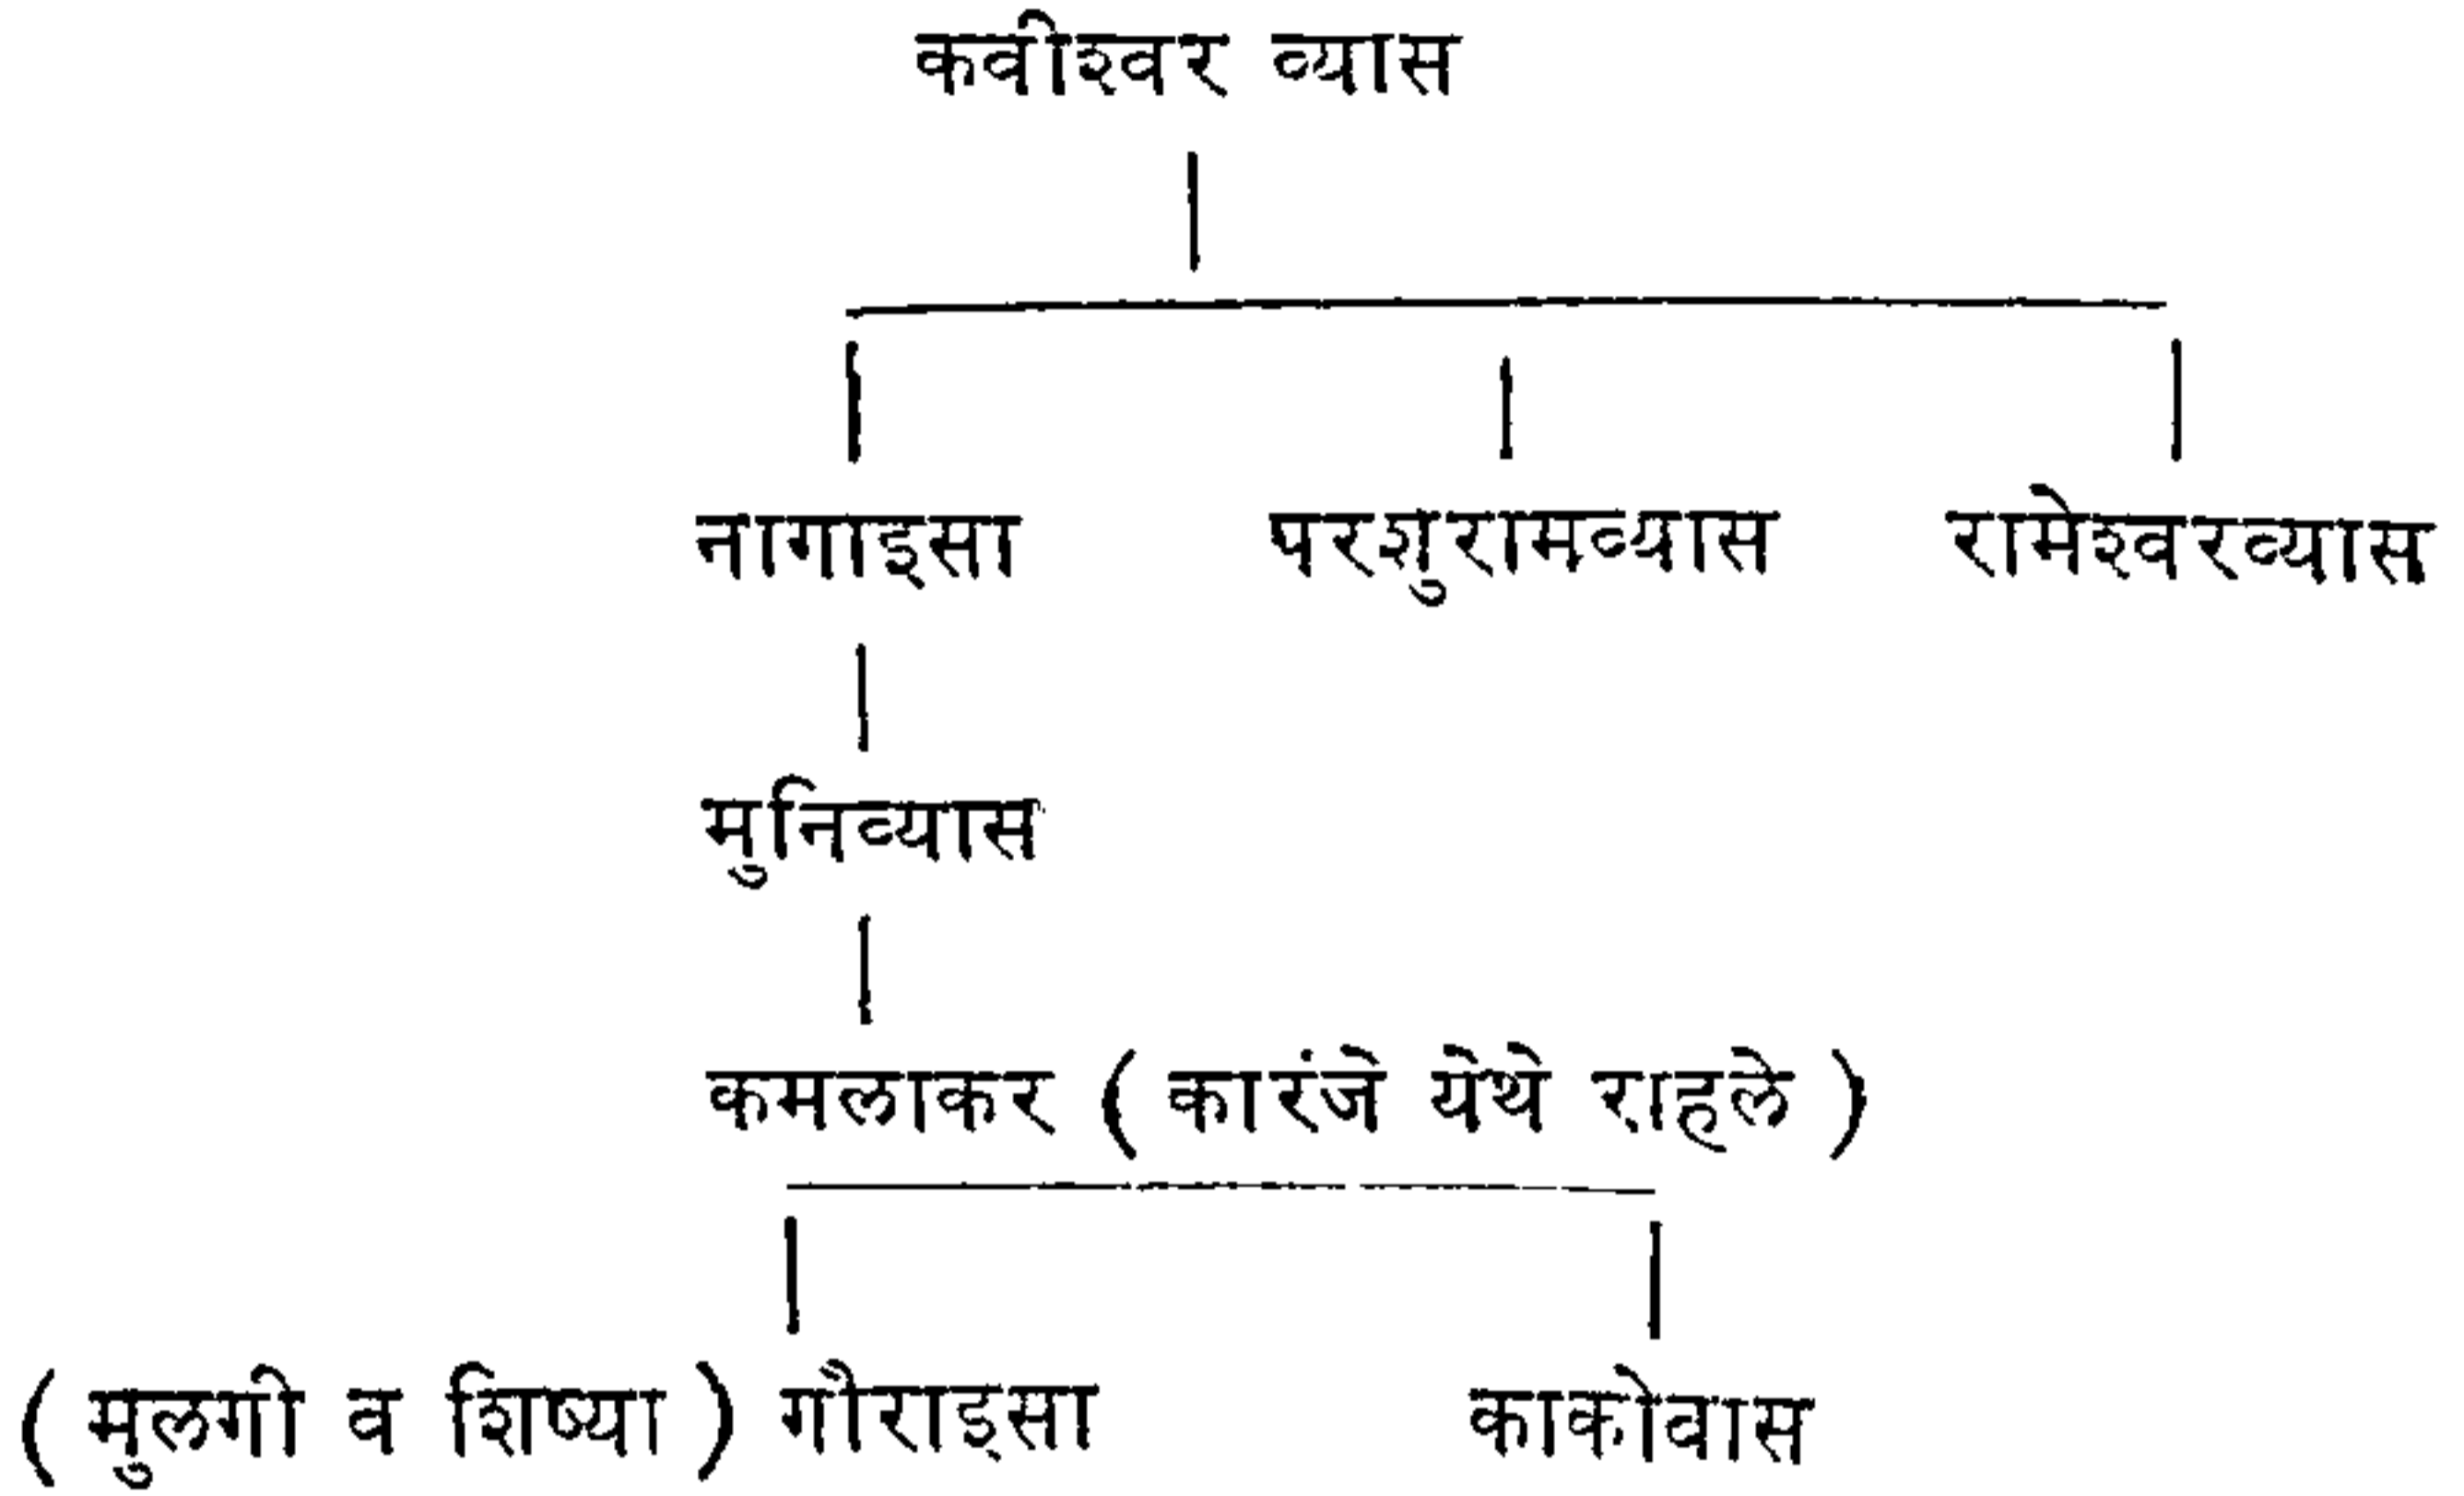 कवीश्वर व्यास
नागाइसा परशुरामव्यास रामेश्वरव्यास
मुनिव्यास
कमलाकर ( कारंजे येथे राहले )
( मुलगी व शिष्या ) गौराइसा काकोवास